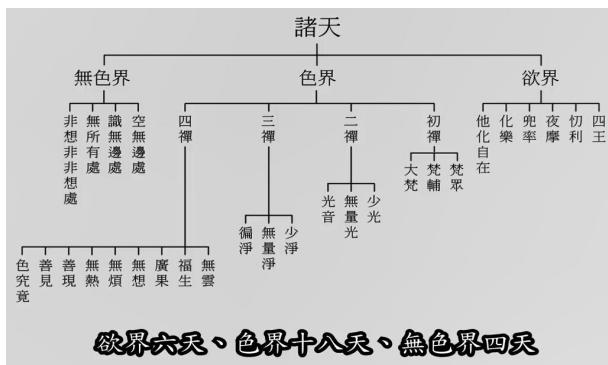 諸天
欲界
四王
忉利
夜摩
兜率
化樂
他化自在
色界
初禪
梵眾
梵輔
大梵
二禪
少光
無量光
光音
三禪
少淨
無量淨
徧淨
四禪
無雲
福生
廣果
無想
無煩
無熱
善現
善見
色究竟
無色界
空無邊處
識無邊處
無所有處
非想非非想處
欲界六天、色界十八天、無色界四天